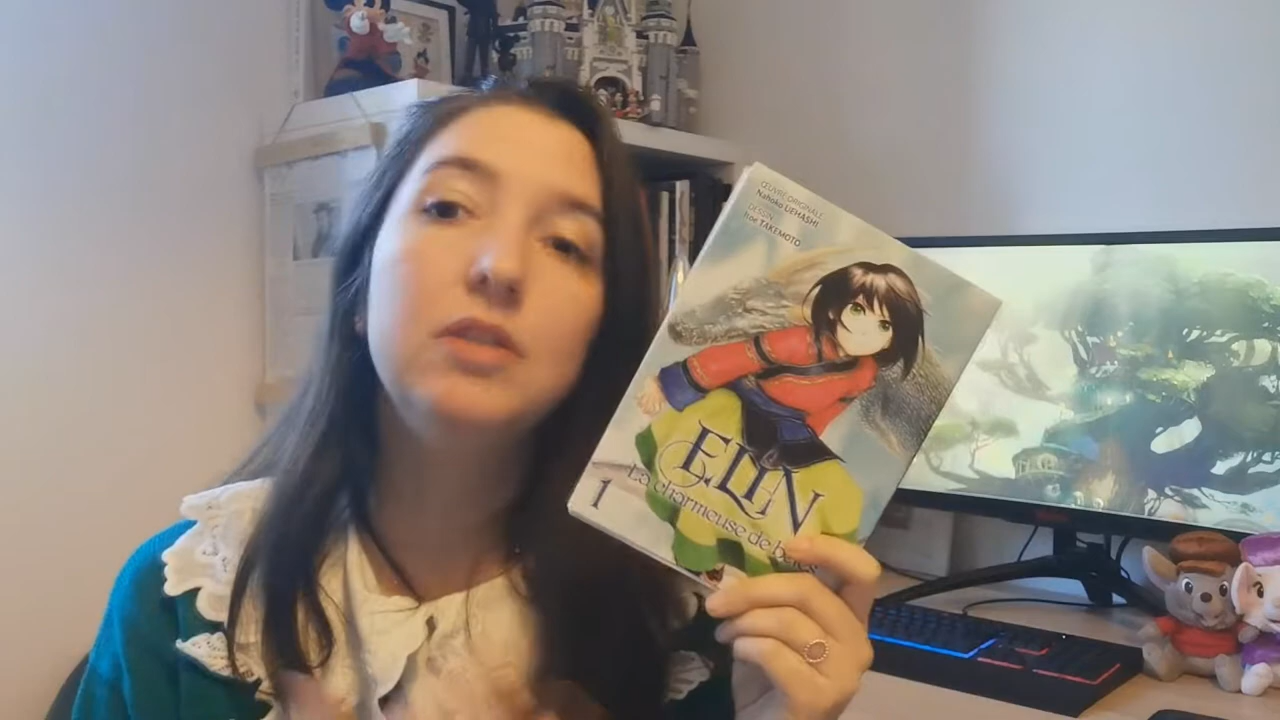 ŒUVRE ORIGINALE
Nahoko UEHASHI
DESSIN
Itoe TAKEMOTO
ELIN
La charmeuse de bêtes
1